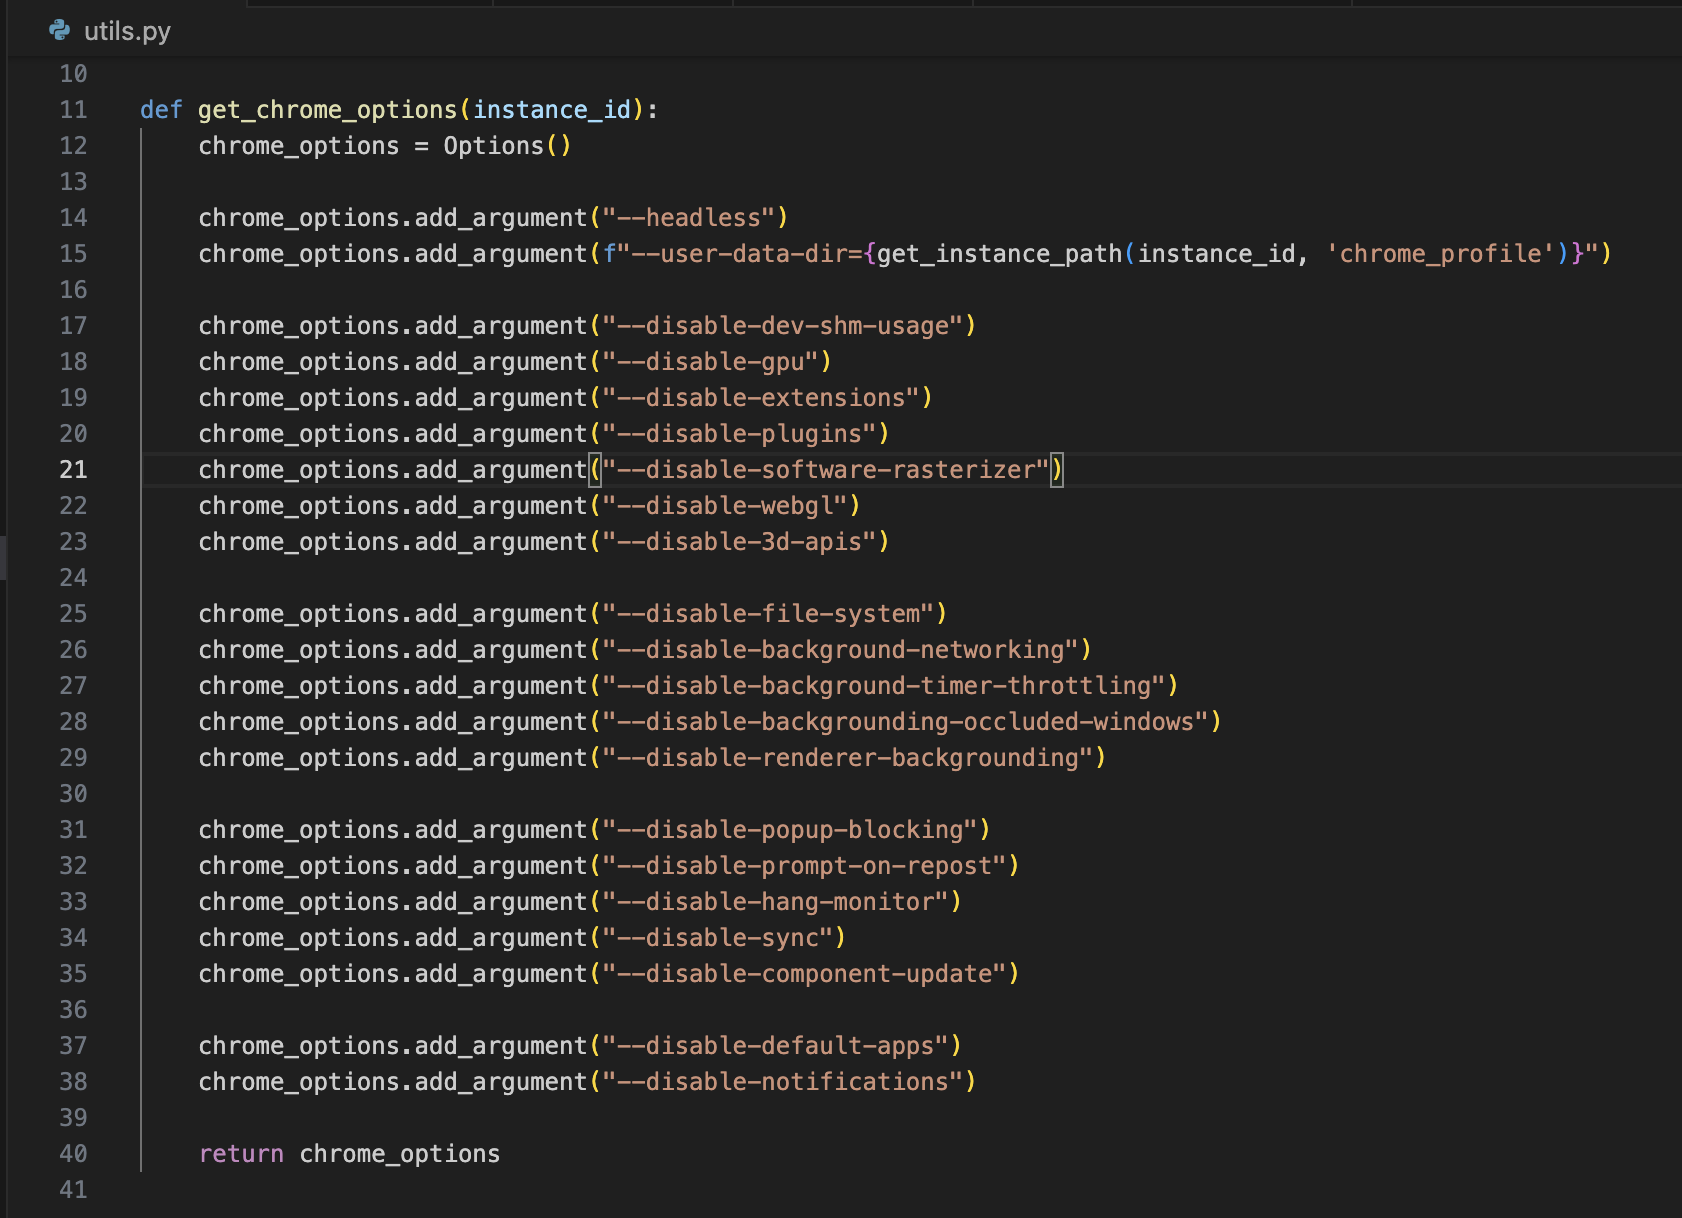 utils.py
10
11 def get_chrome_options(instance_id):
12     chrome_options = Options()
13
14     chrome_options.add_argument("--headless")
15     chrome_options.add_argument(f"--user-data-dir={get_instance_path(instance_id, 'chrome_profile')}")
16
17     chrome_options.add_argument("--disable-dev-shm-usage")
18     chrome_options.add_argument("--disable-gpu")
19     chrome_options.add_argument("--disable-extensions")
20     chrome_options.add_argument("--disable-plugins")
21     chrome_options.add_argument("--disable-software-rasterizer")
22     chrome_options.add_argument("--disable-webgl")
23     chrome_options.add_argument("--disable-3d-apis")
24
25     chrome_options.add_argument("--disable-file-system")
26     chrome_options.add_argument("--disable-background-networking")
27     chrome_options.add_argument("--disable-background-timer-throttling")
28     chrome_options.add_argument("--disable-backgrounding-occluded-windows")
29     chrome_options.add_argument("--disable-renderer-backgrounding")
30
31     chrome_options.add_argument("--disable-popup-blocking")
32     chrome_options.add_argument("--disable-prompt-on-repost")
33     chrome_options.add_argument("--disable-hang-monitor")
34     chrome_options.add_argument("--disable-sync")
35     chrome_options.add_argument("--disable-component-update")
36
37     chrome_options.add_argument("--disable-default-apps")
38     chrome_options.add_argument("--disable-notifications")
39
40     return chrome_options
41